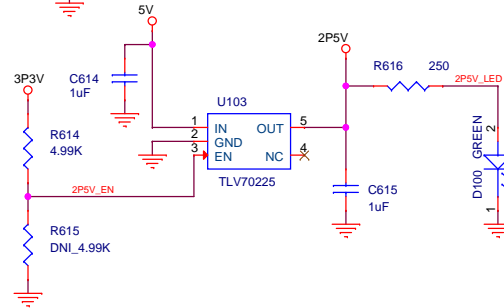 5V
2P5V
3P3V
C614
1uF
R616 250
2P5V_LED
U103
R614
4.99K
1 IN OUT 5
2 GND
3 EN NC 4
TLV70225
2P5V_EN
R615
DNI_4.99K
C615
1uF
D100 GREEN
2
1